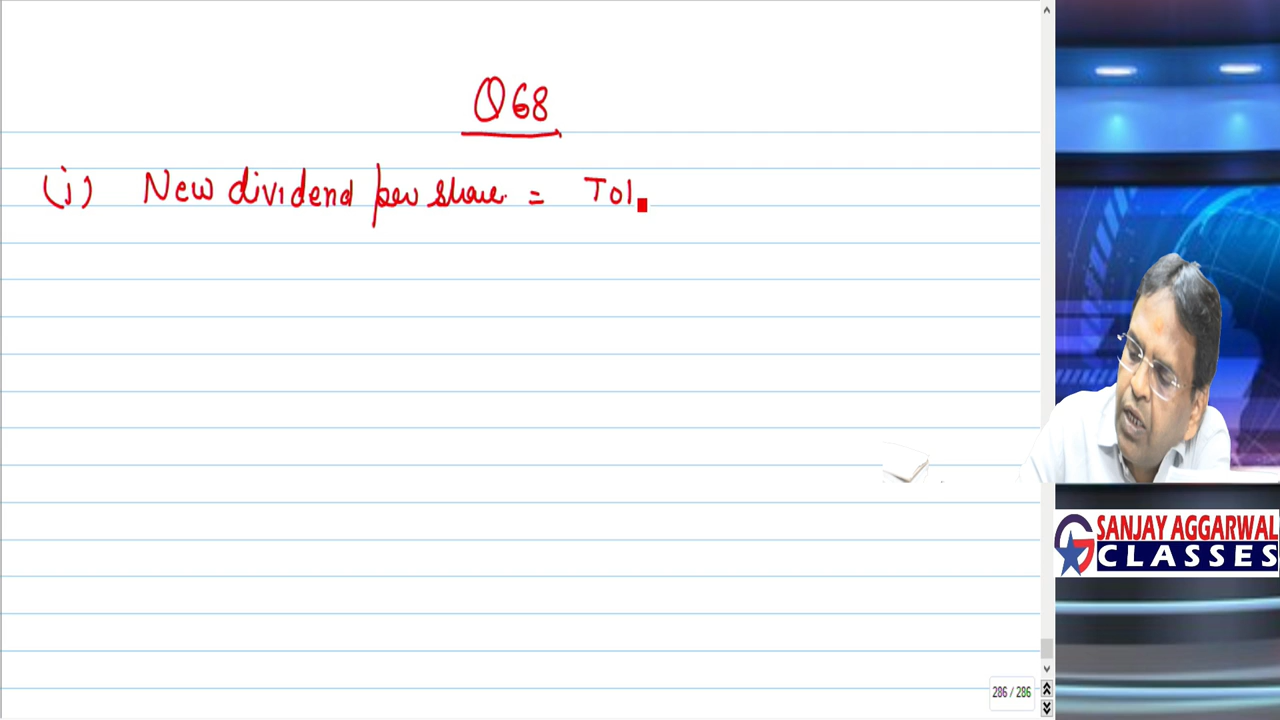 Q68
(i) New dividend per share = Tot
286 / 286
SANJAY AGGARWAL
CLASSES